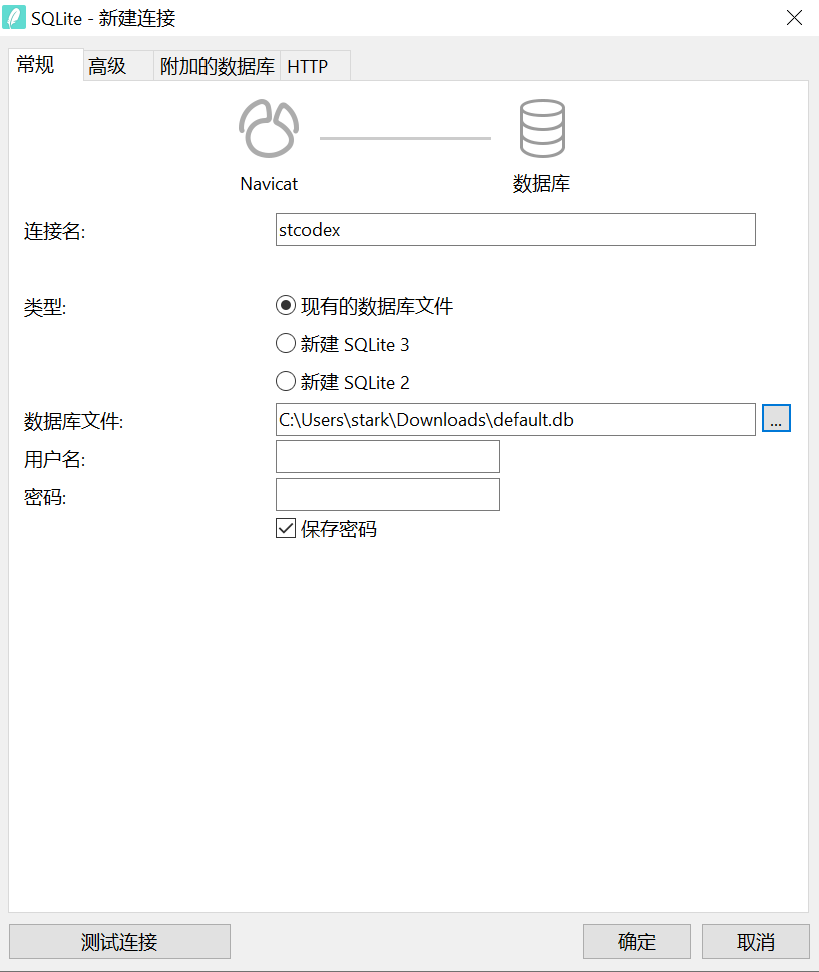 SQLite - 新建连接
常规 高级 附加的数据库 HTTP
Navicat 数据库
连接名: stcodex
类型: 现有的数据库文件
新建 SQLite 3
新建 SQLite 2
数据库文件: C:\Users\stark\Downloads\default.db ...
用户名:
密码:
保存密码
测试连接 确定 取消